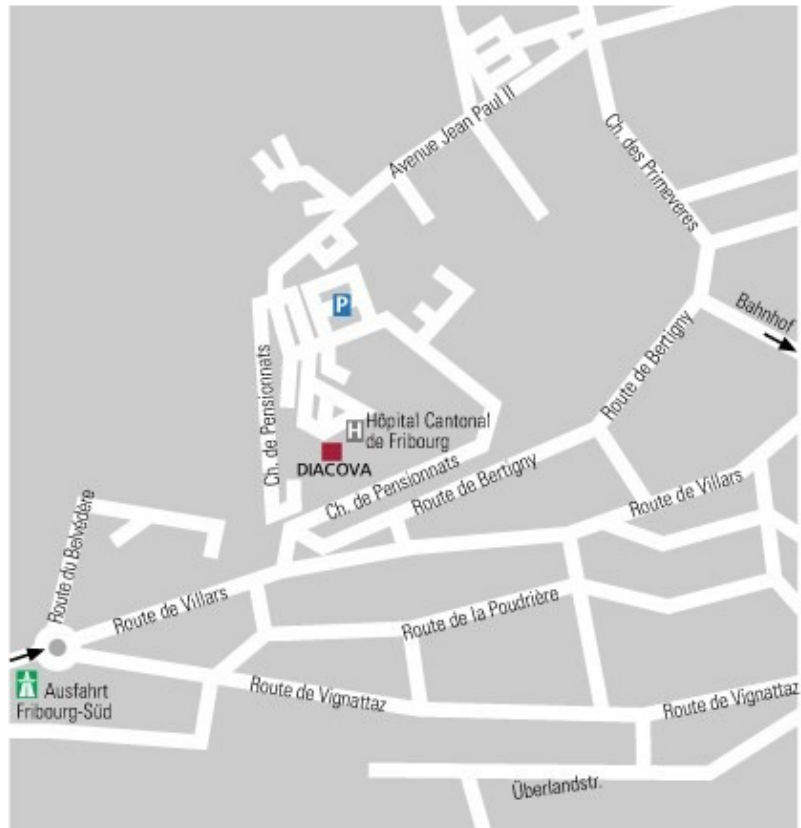 Avenue Jean Paul II
Ch. des Primeveres
P
Bahnhof
Route de Bertigny
Ch. de Pensionnats
H
Hôpital Cantonal
de Fribourg
DIACOVA
Ch. de Pensionnats
Route de Bertigny
Route de Villars
Route du Belvédère
Route de Villars
Route de la Poudrière
Ausfahrt
Fribourg-Süd
Route de Vignattaz
Route de Vignattaz
Überlandstr.